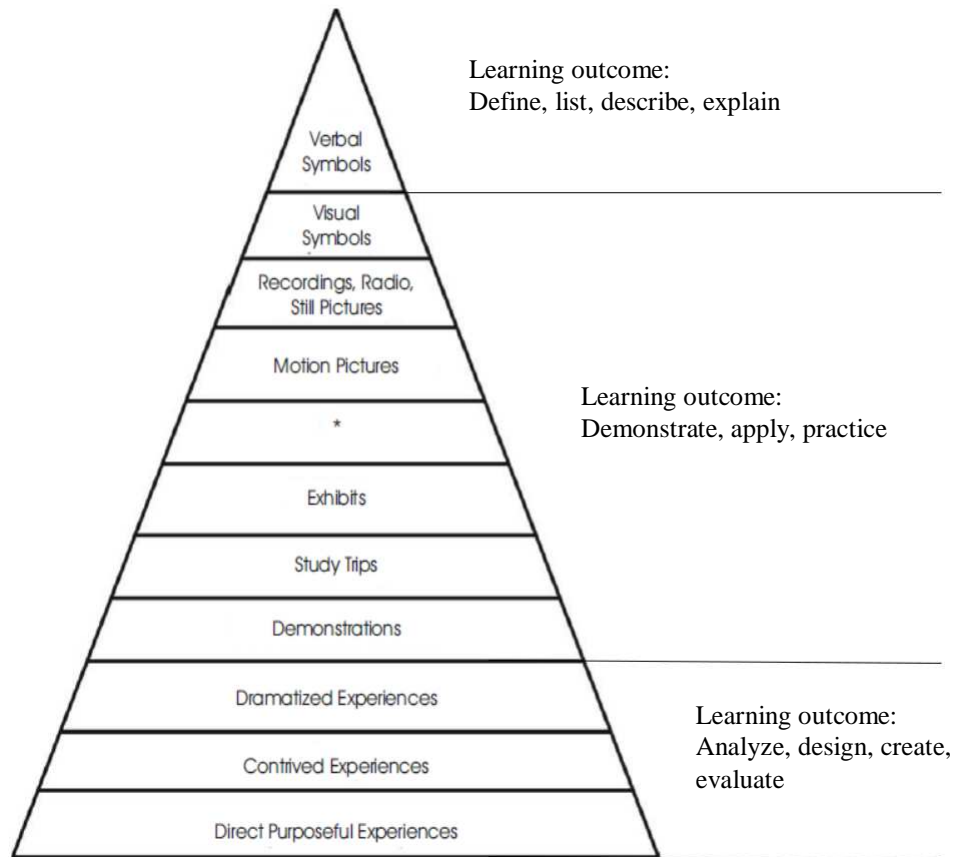 Learning outcome:
Define, list, describe, explain
Verbal
Symbols
Visual
Symbols
Recordings, Radio,
Still Pictures
Motion Pictures
Learning outcome:
Demonstrate, apply, practice
*
Exhibits
Study Trips
Demonstrations
Dramatized Experiences
Learning outcome:
Analyze, design, create,
evaluate
Contrived Experiences
Direct Purposeful Experiences